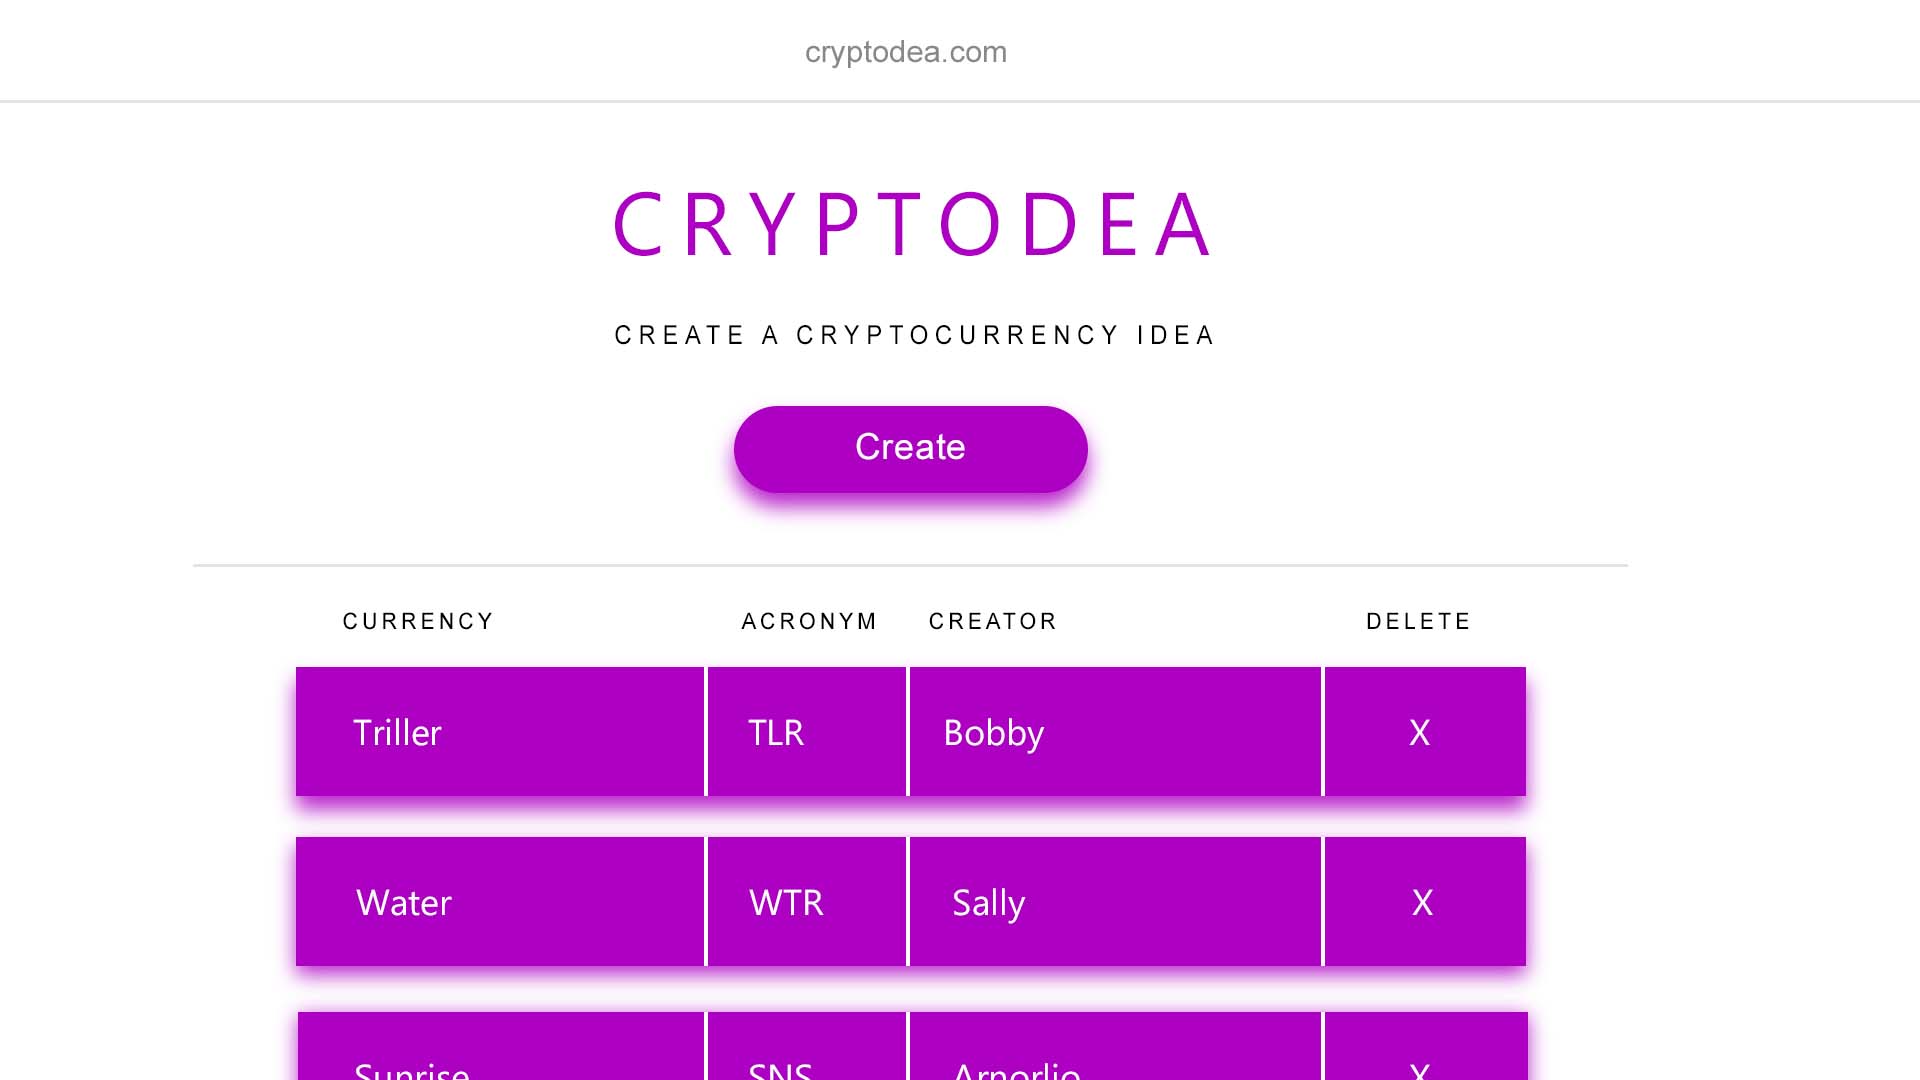 cryptodea.com
CRYPTODEA
CREATE A CRYPTOCURRENCY IDEA
Create
CURRENCY ACRONYM CREATOR DELETE
Triller TLR Bobby X
Water WTR Sally X
Sunrise SNS Arnorlio X